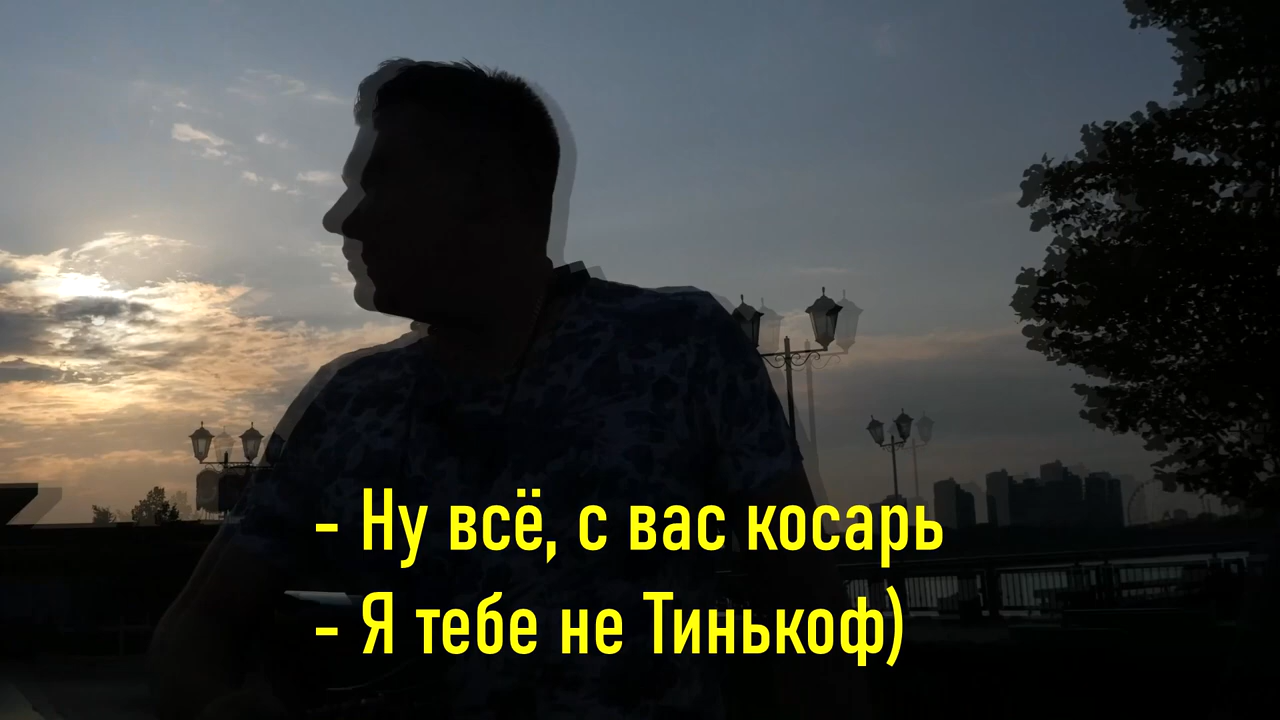 - Ну всё, с вас косарь
- Я тебе не Тинькоф)